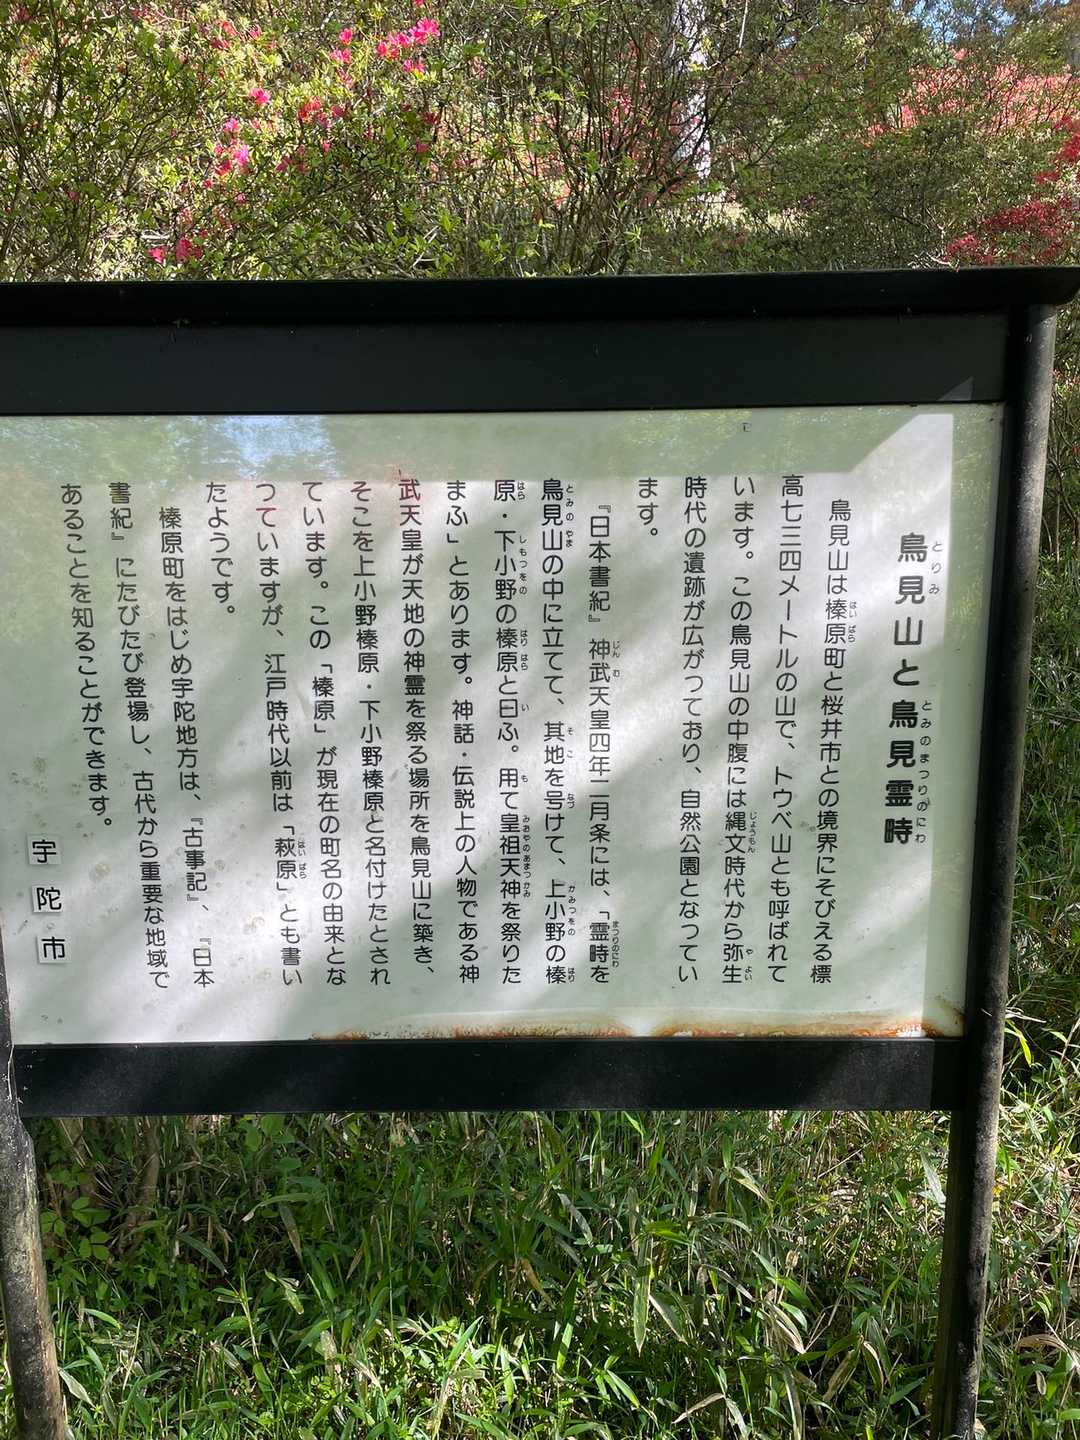 鳥見山と鳥見霊時
鳥見山は榛原町と桜井市との境界にそびえる標
高七三四メートルの山で、トウベ山とも呼ばれて
います。この鳥見山の中腹には縄文時代から弥生
時代の遺跡が広がっており、自然公園となってい
ます。
『日本書紀』神武天皇四年二月条には、「霊時を
鳥見山の中に立てて、其地を号けて、上小野の榛
原・下小野の榛原と曰ふ。用て皇祖天神を祭りた
まふ」とあります。神話・伝説上の人物である神
武天皇が天地の神霊を祭る場所を鳥見山に築き、
そこを上小野榛原・下小野榛原と名付けたとされ
ています。この「榛原」が現在の町名の由来とな
っていますが、江戸時代以前は「萩原」とも書い
たようです。
榛原町をはじめ宇陀地方は、『古事記』、『日本
書紀』にたびたび登場し、古代から重要な地域で
あることを知ることができます。
宇陀市